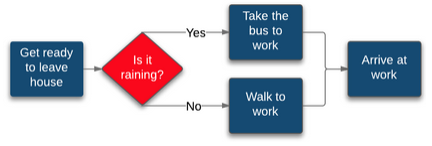 Get ready
to leave
house
Is it
raining?
Yes
Take the
bus to
work
No
Walk to
work
Arrive at
work